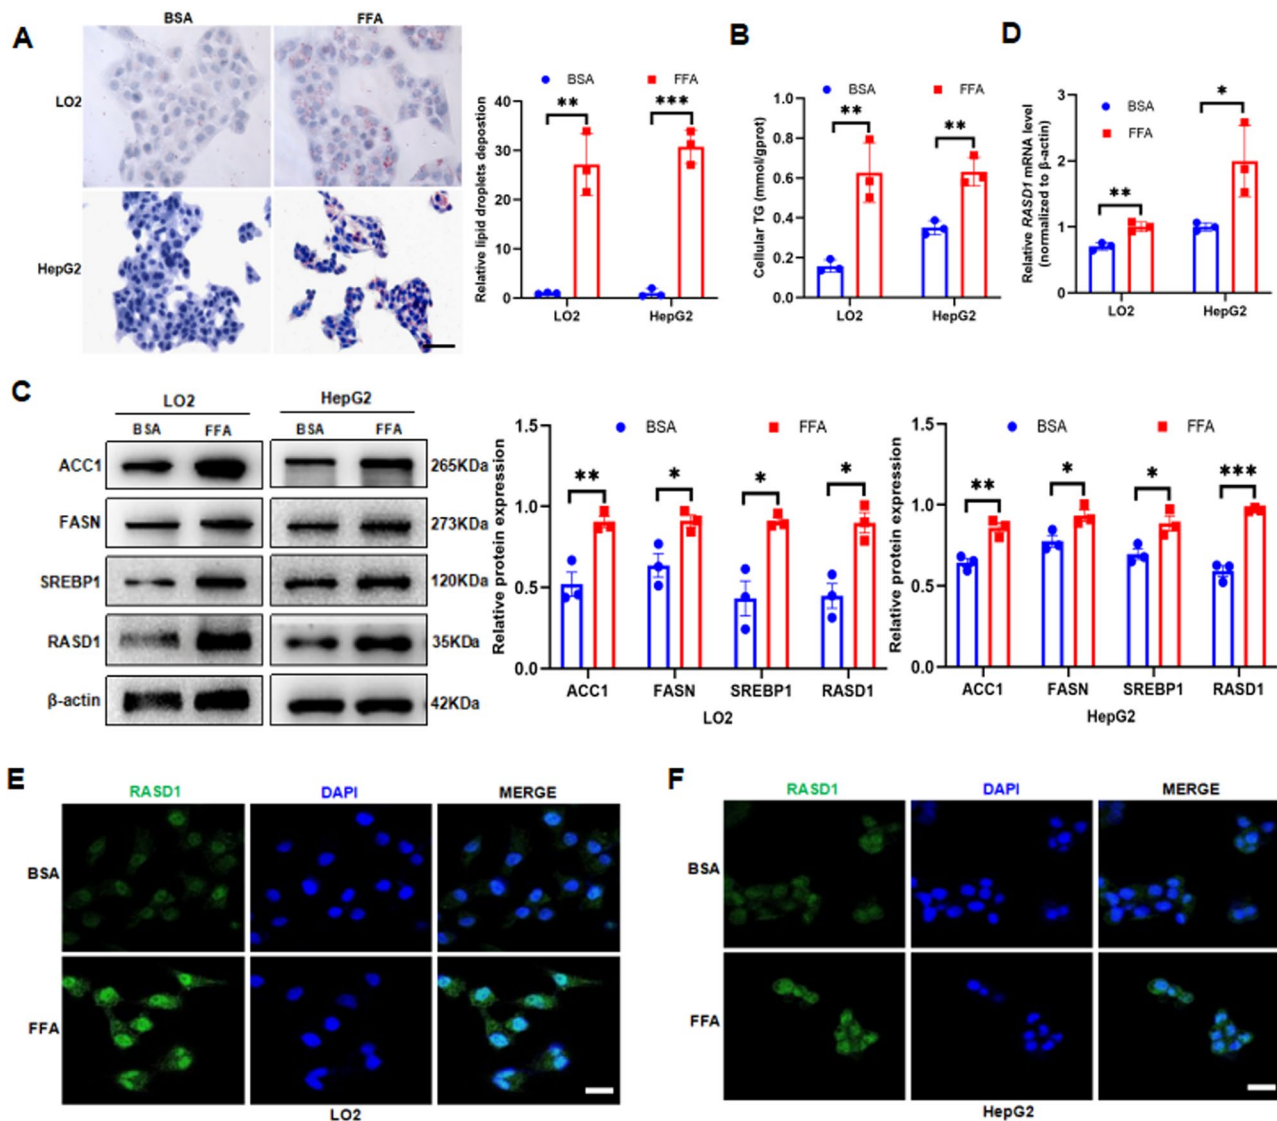 A
BSA FFA
LO2
HepG2
BSA FFA
Relative lipid droplets depostion
40
30
20
10
0
** ***
LO2 HepG2
B
BSA FFA
Cellular TG (mmol/gprot)
1.0
0.8
0.6
0.4
0.2
0.0
** **
LO2 HepG2
D
BSA
FFA
Relative RASD1 mRNA level
(normalized to β-actin)
3
2
1
0
** *
LO2 HepG2
C
LO2 HepG2
BSA FFA BSA FFA
ACC1 265KDa
FASN 273KDa
SREBP1 120KDa
RASD1 35KDa
β-actin 42KDa
BSA FFA
Relative protein expression
1.5
1.0
0.5
0.0
** * * *
ACC1 FASN SREBP1 RASD1
LO2
BSA FFA
Relative protein expression
1.5
1.0
0.5
0.0
** * * ***
ACC1 FASN SREBP1 RASD1
HepG2
E
RASD1 DAPI MERGE
BSA
FFA
LO2
F
RASD1 DAPI MERGE
BSA
FFA
HepG2